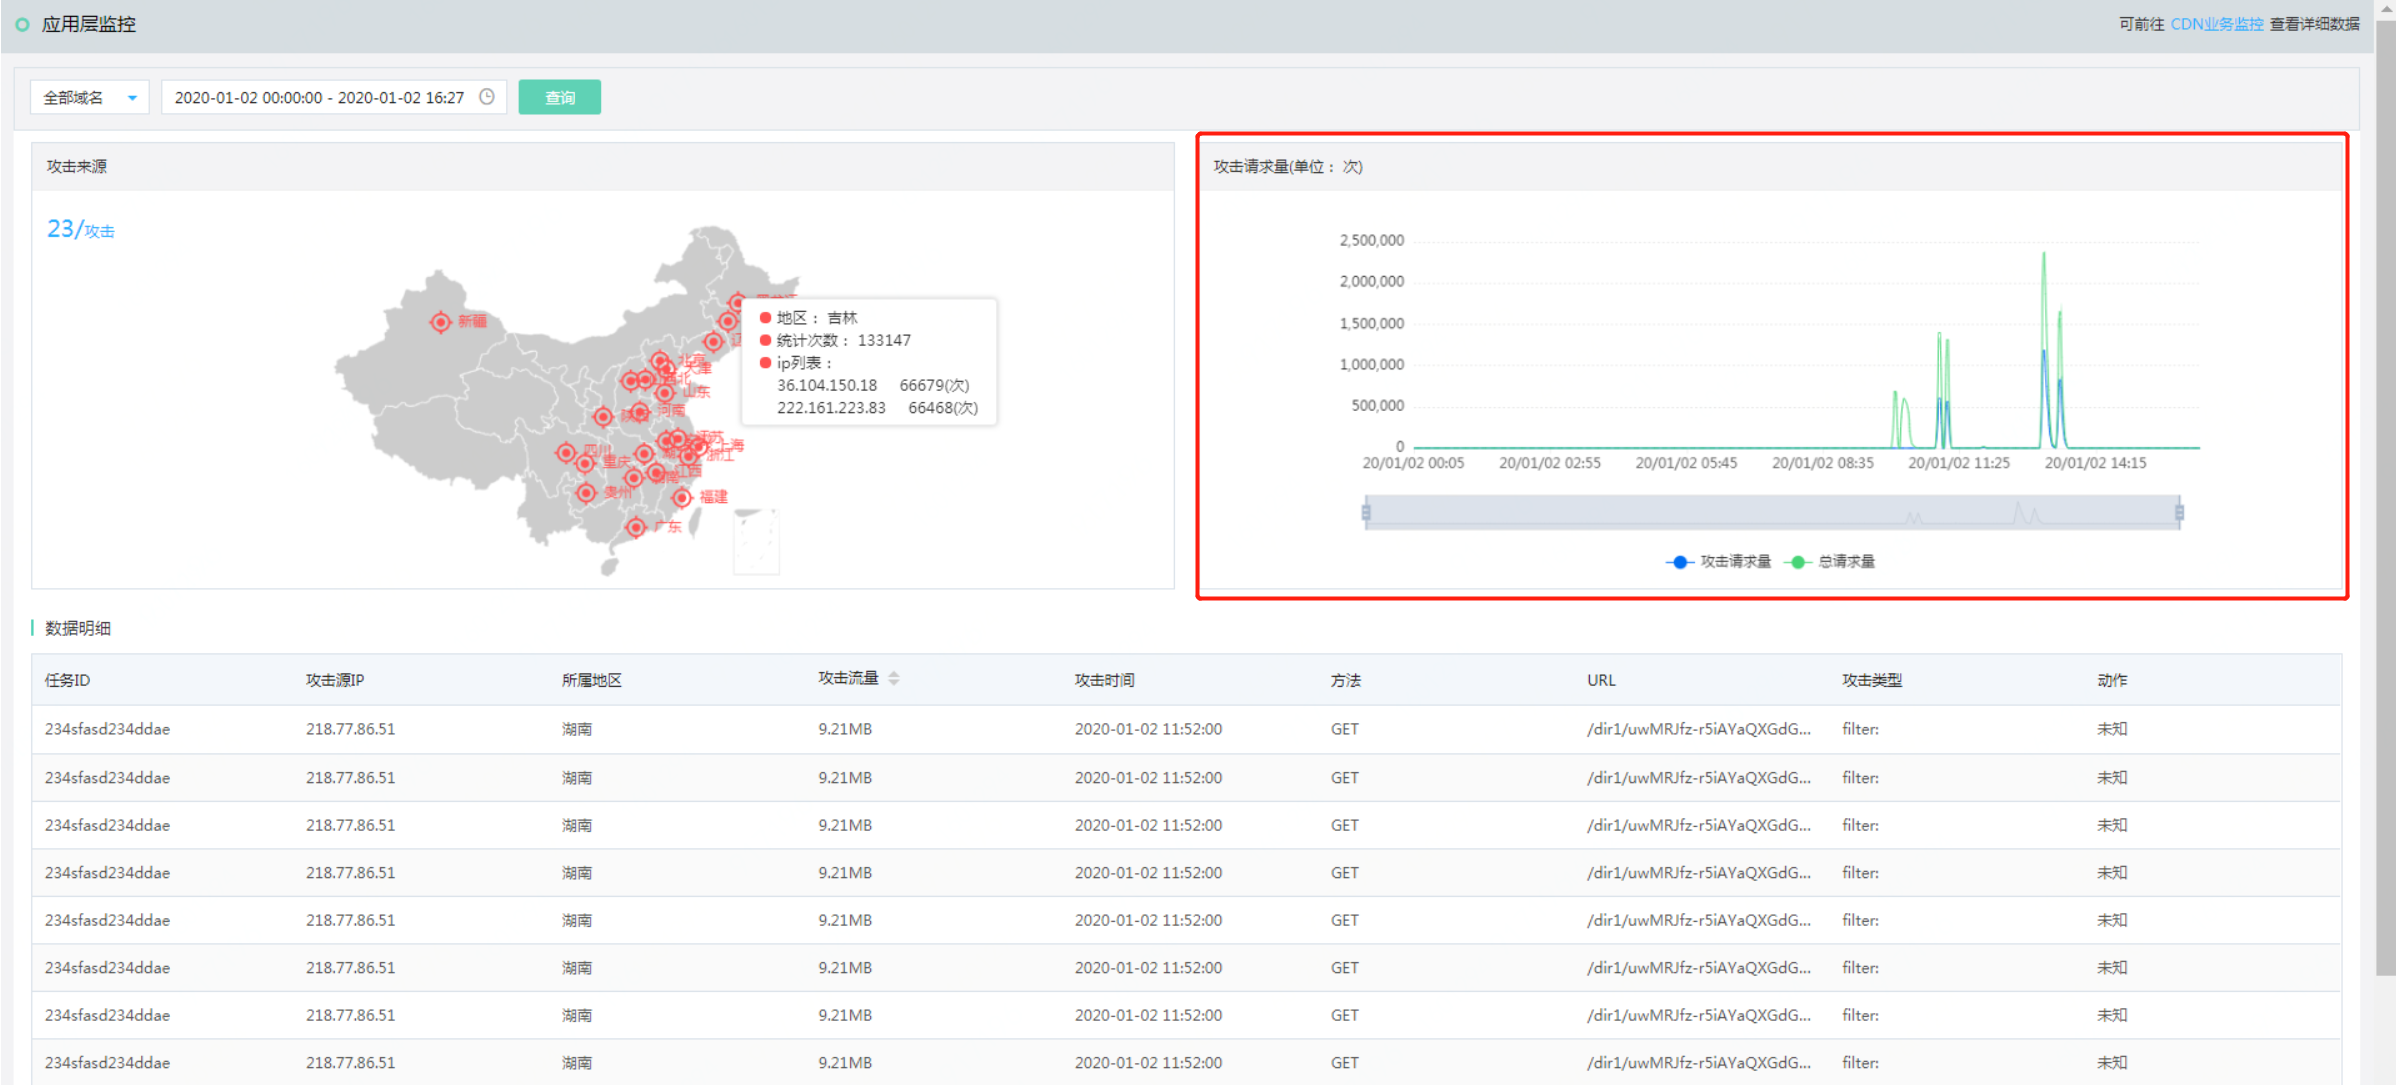 应用层监控
可前往 CDN业务监控 查看详细数据
全部域名
2020-01-02 00:00:00 - 2020-01-02 16:27
查询
攻击来源
23/攻击
新疆
北京
天津
山东
河南
四川
重庆
贵州
上海
浙江
江西
福建
广东
地区： 吉林
统计次数： 133147
ip列表：
36.104.150.18 66679(次)
222.161.223.83 66468(次)
攻击请求量(单位： 次)
2,500,000
2,000,000
1,500,000
1,000,000
500,000
0
20/01/02 00:05 20/01/02 02:55 20/01/02 05:45 20/01/02 08:35 20/01/02 11:25 20/01/02 14:15
攻击请求量 总请求量
数据明细
任务ID 攻击源IP 所属地区 攻击流量 攻击时间 方法 URL 攻击类型 动作
234sfasd234ddae 218.77.86.51 湖南 9.21MB 2020-01-02 11:52:00 GET /dir1/uwMRJfz-r5iAYaQXGdG... filter: 未知
234sfasd234ddae 218.77.86.51 湖南 9.21MB 2020-01-02 11:52:00 GET /dir1/uwMRJfz-r5iAYaQXGdG... filter: 未知
234sfasd234ddae 218.77.86.51 湖南 9.21MB 2020-01-02 11:52:00 GET /dir1/uwMRJfz-r5iAYaQXGdG... filter: 未知
234sfasd234ddae 218.77.86.51 湖南 9.21MB 2020-01-02 11:52:00 GET /dir1/uwMRJfz-r5iAYaQXGdG... filter: 未知
234sfasd234ddae 218.77.86.51 湖南 9.21MB 2020-01-02 11:52:00 GET /dir1/uwMRJfz-r5iAYaQXGdG... filter: 未知
234sfasd234ddae 218.77.86.51 湖南 9.21MB 2020-01-02 11:52:00 GET /dir1/uwMRJfz-r5iAYaQXGdG... filter: 未知
234sfasd234ddae 218.77.86.51 湖南 9.21MB 2020-01-02 11:52:00 GET /dir1/uwMRJfz-r5iAYaQXGdG... filter: 未知
234sfasd234ddae 218.77.86.51 湖南 9.21MB 2020-01-02 11:52:00 GET /dir1/uwMRJfz-r5iAYaQXGdG... filter: 未知